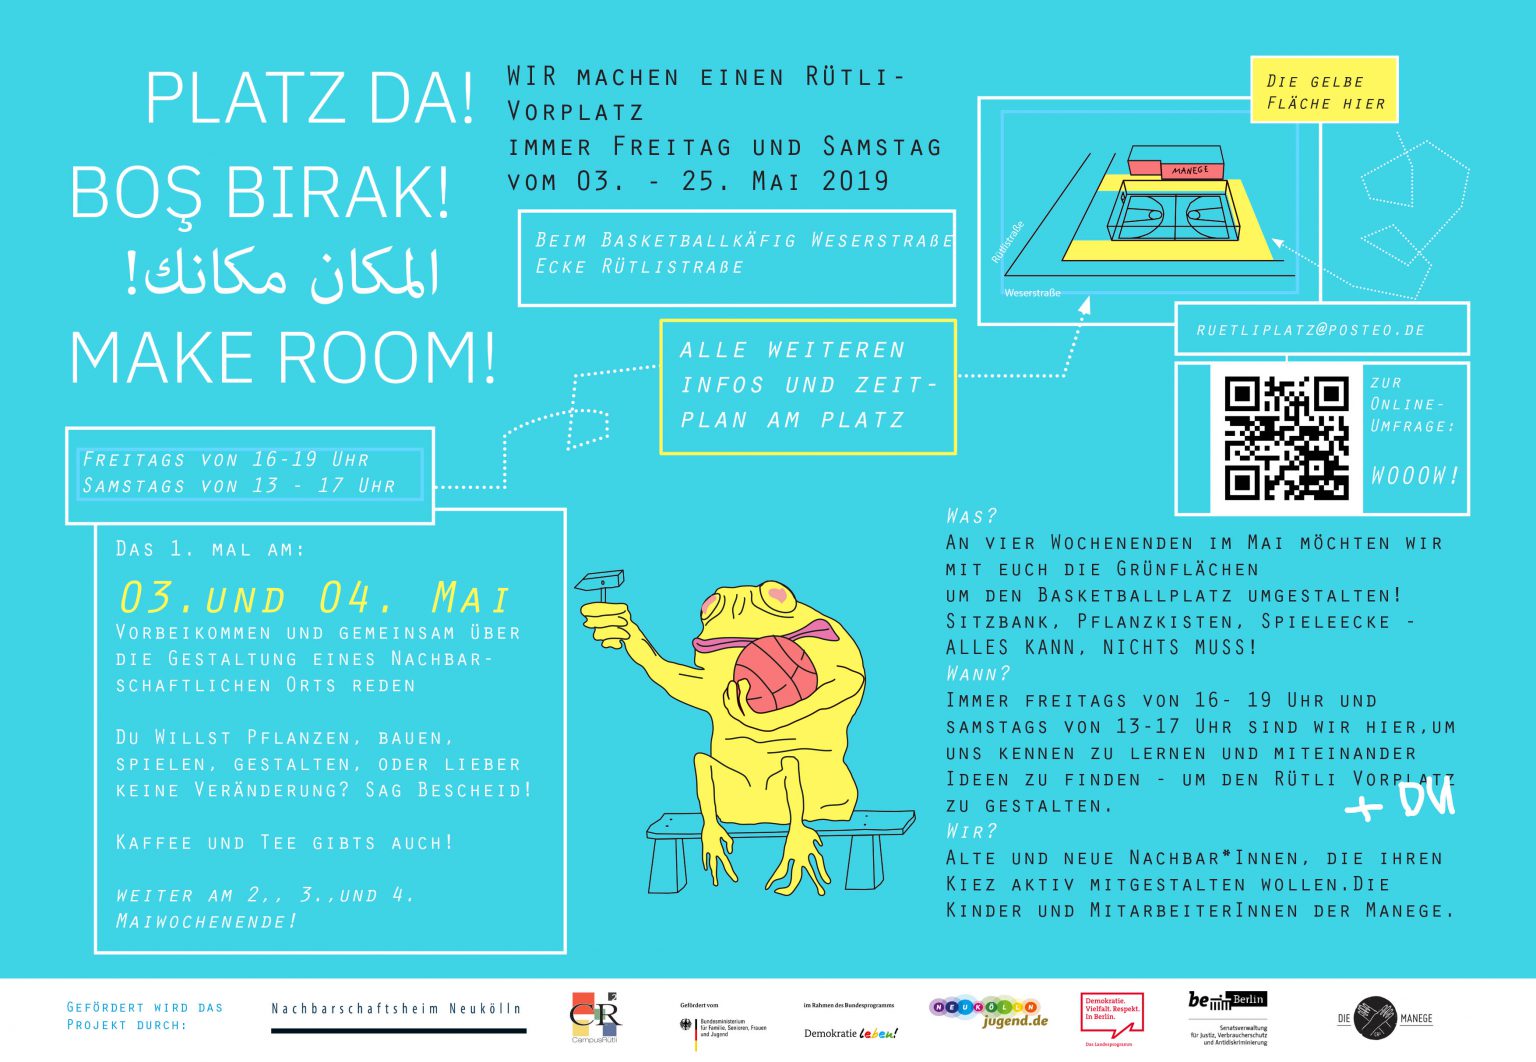 PLATZ DA!
BOŞ BIRAK!
المكان مكانك!
MAKE ROOM!
WIR machen einen Rütli-
Vorplatz
immer Freitag und Samstag
vom 03. - 25. Mai 2019
Beim Basketballkäfig Weserstraße
Ecke Rütlistraße
Die gelbe
Fläche hier
MANEGE
Rütlistraße
Weserstraße
ruetliplatz@posteo.de
zur
Online-
Umfrage:
WOOOW!
ALLE WEITEREN
INFOS UND ZEIT-
PLAN AM PLATZ
Freitags von 16-19 Uhr
Samstags von 13 - 17 Uhr
Das 1. mal am:
03.und 04. Mai
Vorbeikommen und gemeinsam über
die Gestaltung eines Nachbar-
schaftlichen Orts reden
Du Willst Pflanzen, bauen,
spielen, gestalten, oder lieber
keine Veränderung? Sag Bescheid!
Kaffee und Tee gibts auch!
weiter am 2,, 3.,und 4.
Maiwochenende!
Was?
An vier Wochenenden im Mai möchten wir
mit euch die Grünflächen
um den Basketballplatz umgestalten!
Sitzbank, Pflanzkisten, Spieleecke -
ALLES KANN, NICHTS MUSS!
Wann?
Immer freitags von 16- 19 Uhr und
samstags von 13-17 Uhr sind wir hier,um
uns kennen zu lernen und miteinander
Ideen zu finden - um den Rütli Vorplatz
zu gestalten.
+ DU
Wir?
Alte und neue Nachbar*Innen, die ihren
Kiez aktiv mitgestalten wollen.Die
Kinder und MitarbeiterInnen der Manege.
Gefördert wird das
Projekt durch:
Nachbarschaftsheim Neukölln
CR
CampusRütli
Gefördert vom
Bundesministerium
für Familie, Senioren, Frauen
und Jugend
im Rahmen des Bundesprogramms
Demokratie leben!
NEUKÖLLN
jugend.de
Demokratie.
Vielfalt. Respekt.
In Berlin.
Das Landesprogramm
be Berlin
Senatsverwaltung
für Justiz, Verbraucherschutz
und Antidiskriminierung
DIE MANEGE